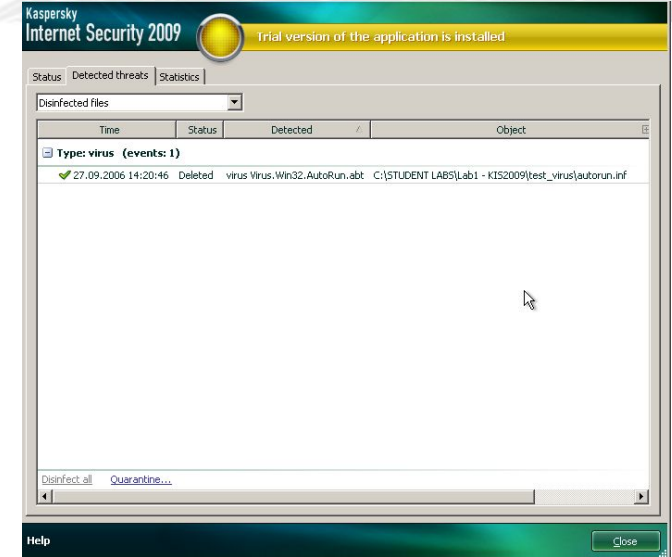 Kaspersky
Internet Security 2009
Trial version of the application is installed
Status Detected threats Statistics
Disinfected files
Time Status Detected Object
Type: virus (events: 1)
27.09.2006 14:20:46 Deleted virus Virus.Win32.AutoRun.abt C:\STUDENT LABS\Lab1 - KIS2009\test_virus\autorun.inf
Disinfect all Quarantine...
Help Close